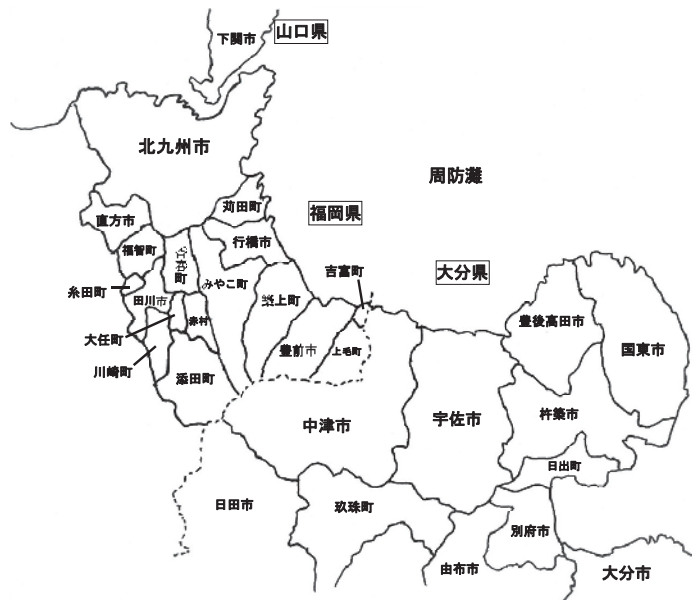 下関市
山口県
北九州市
周防灘
苅田町
直方市
福岡県
行橋市
福智町
香春
町
吉富町
大分県
みやこ町
糸田町
田川市
築上町
赤村
豊後高田市
大任町
豊前市
上毛町
国東市
川崎町
添田町
杵築市
中津市
宇佐市
日出町
日田市
玖珠町
別府市
由布市
大分市